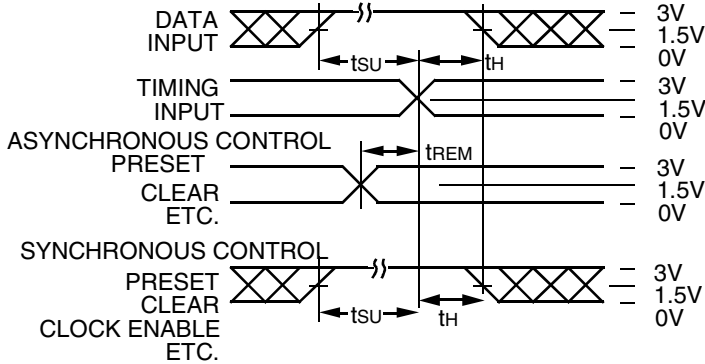 DATA
INPUT
3V
1.5V
0V
tSU
tH
TIMING
INPUT
3V
1.5V
0V
ASYNCHRONOUS CONTROL
PRESET
CLEAR
ETC.
tREM
3V
1.5V
0V
SYNCHRONOUS CONTROL
PRESET
CLEAR
CLOCK ENABLE
ETC.
tSU
tH
3V
1.5V
0V